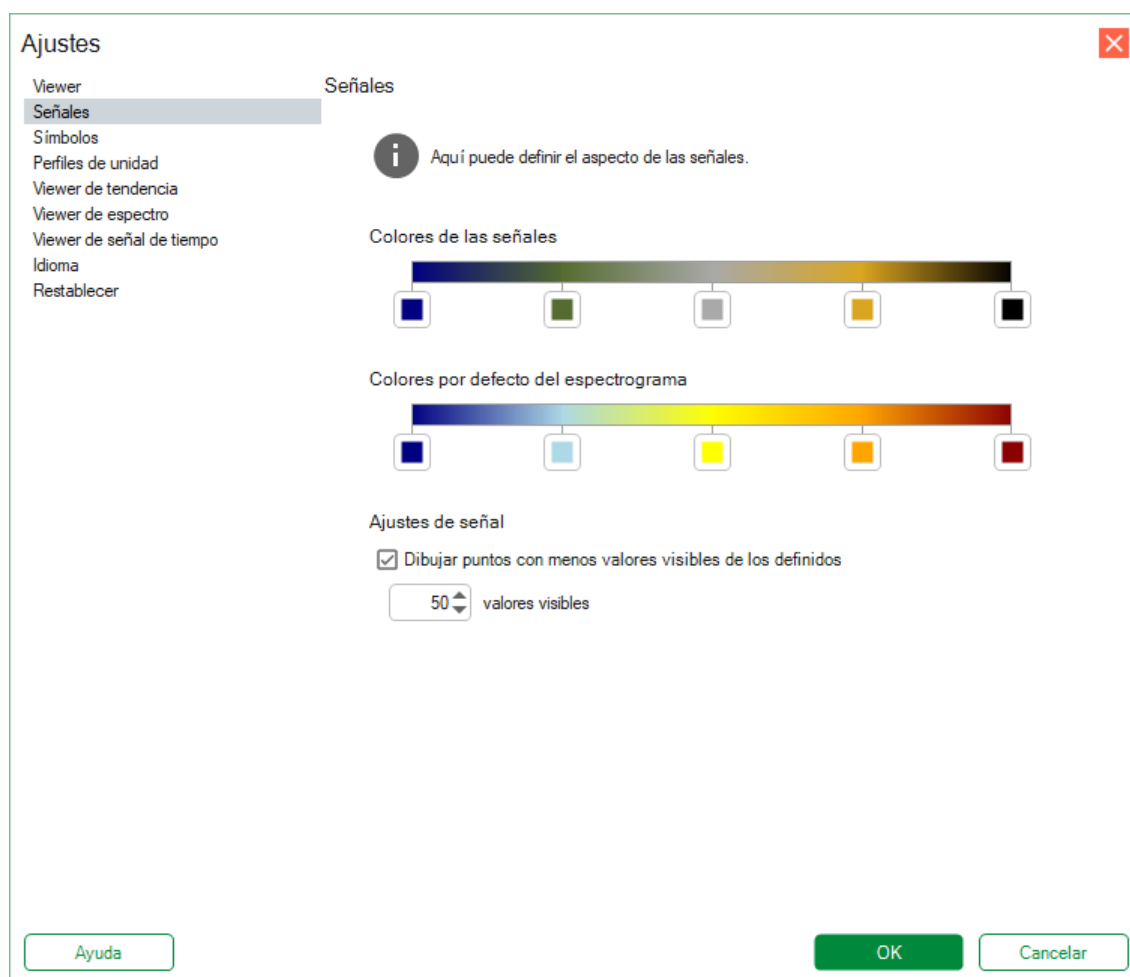 Ajustes
Viewer
Señales
Símbolos
Perfiles de unidad
Viewer de tendencia
Viewer de espectro
Viewer de señal de tiempo
Idioma
Restablecer
Señales
Aquí puede definir el aspecto de las señales.
Colores de las señales
Colores por defecto del espectrograma
Ajustes de señal
Dibujar puntos con menos valores visibles de los definidos
50 valores visibles
Ayuda
OK
Cancelar